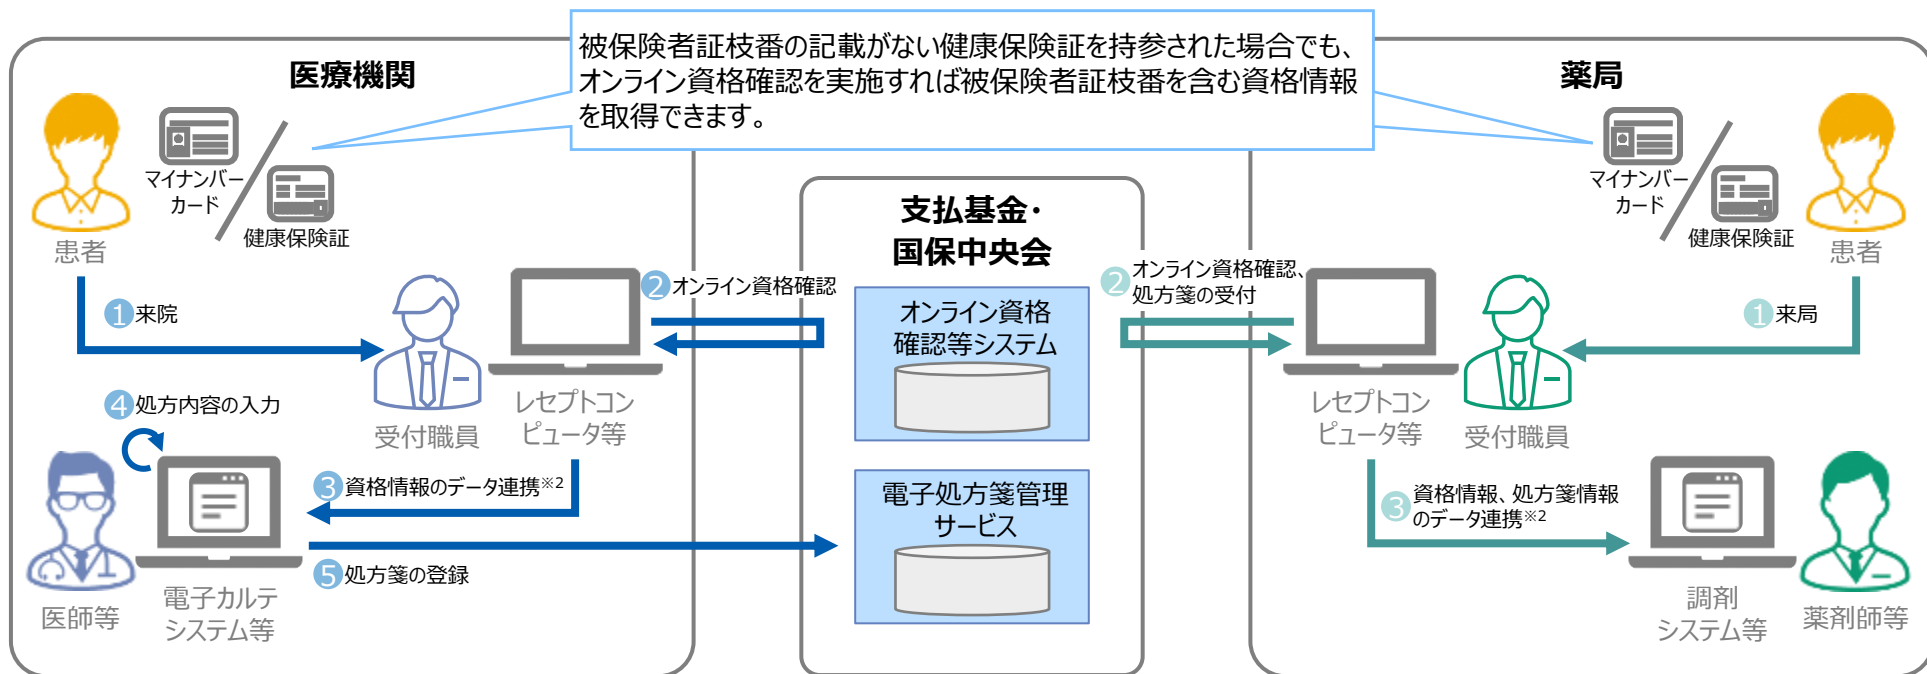 被保険者証枝番の記載がない健康保険証を持参された場合でも、
オンライン資格確認を実施すれば被保険者証枝番を含む資格情報
を取得できます。
医療機関
マイナンバー
カード
健康保険証
患者
1 来院
受付職員
レセプトコン
ピュータ等
2 オンライン資格確認
4 処方内容の入力
3 資格情報のデータ連携※2
5 処方箋の登録
医師等
電子カルテ
システム等
支払基金・
国保中央会
オンライン資格
確認等システム
電子処方箋管理
サービス
薬局
マイナンバー
カード
健康保険証
患者
1 来局
2 オンライン資格確認、
処方箋の受付
レセプトコン
ピュータ等
受付職員
3 資格情報、処方箋情報
のデータ連携※2
調剤
システム等
薬剤師等